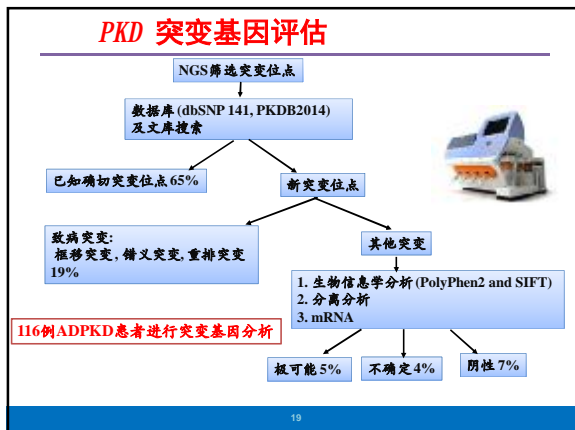 PKD 突变基因评估
NGS筛选突变位点
数据库(dbSNP 141, PKDB2014)
及文库搜索
已知确切突变位点65%
新突变位点
致病突变:
框移突变, 错义突变, 重排突变
19%
其他突变
1. 生物信息学分析(PolyPhen2 and SIFT)
2. 分离分析
3. mRNA
116例ADPKD患者进行突变基因分析
极可能5%
不确定4%
阴性7%
19